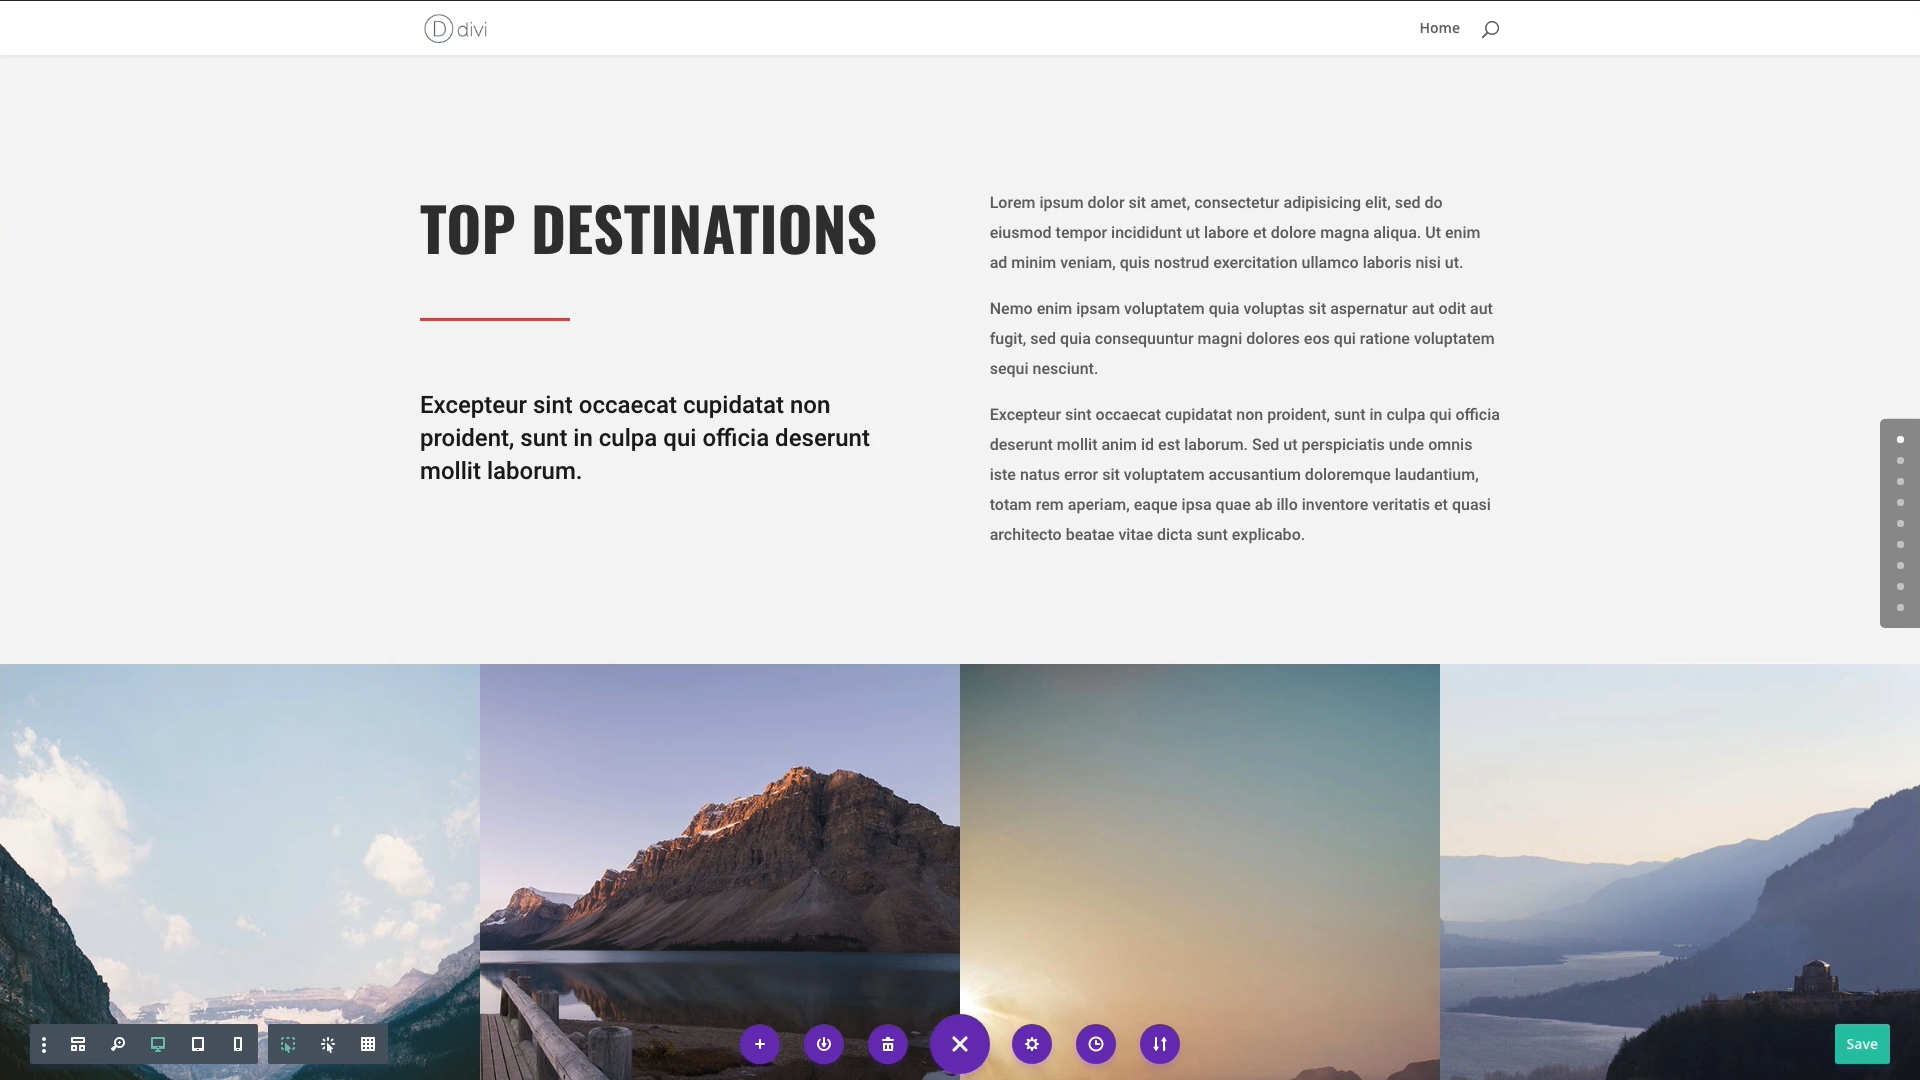 divi
Home
TOP DESTINATIONS
Excepteur sint occaecat cupidatat non
proident, sunt in culpa qui officia deserunt
mollit laborum.
Lorem ipsum dolor sit amet, consectetur adipisicing elit, sed do
eiusmod tempor incididunt ut labore et dolore magna aliqua. Ut enim
ad minim veniam, quis nostrud exercitation ullamco laboris nisi ut.
Nemo enim ipsam voluptatem quia voluptas sit aspernatur aut odit aut
fugit, sed quia consequuntur magni dolores eos qui ratione voluptatem
sequi nesciunt.
Excepteur sint occaecat cupidatat non proident, sunt in culpa qui officia
deserunt mollit anim id est laborum. Sed ut perspiciatis unde omnis
iste natus error sit voluptatem accusantium doloremque laudantium,
totam rem aperiam, eaque ipsa quae ab illo inventore veritatis et quasi
architecto beatae vitae dicta sunt explicabo.
Save